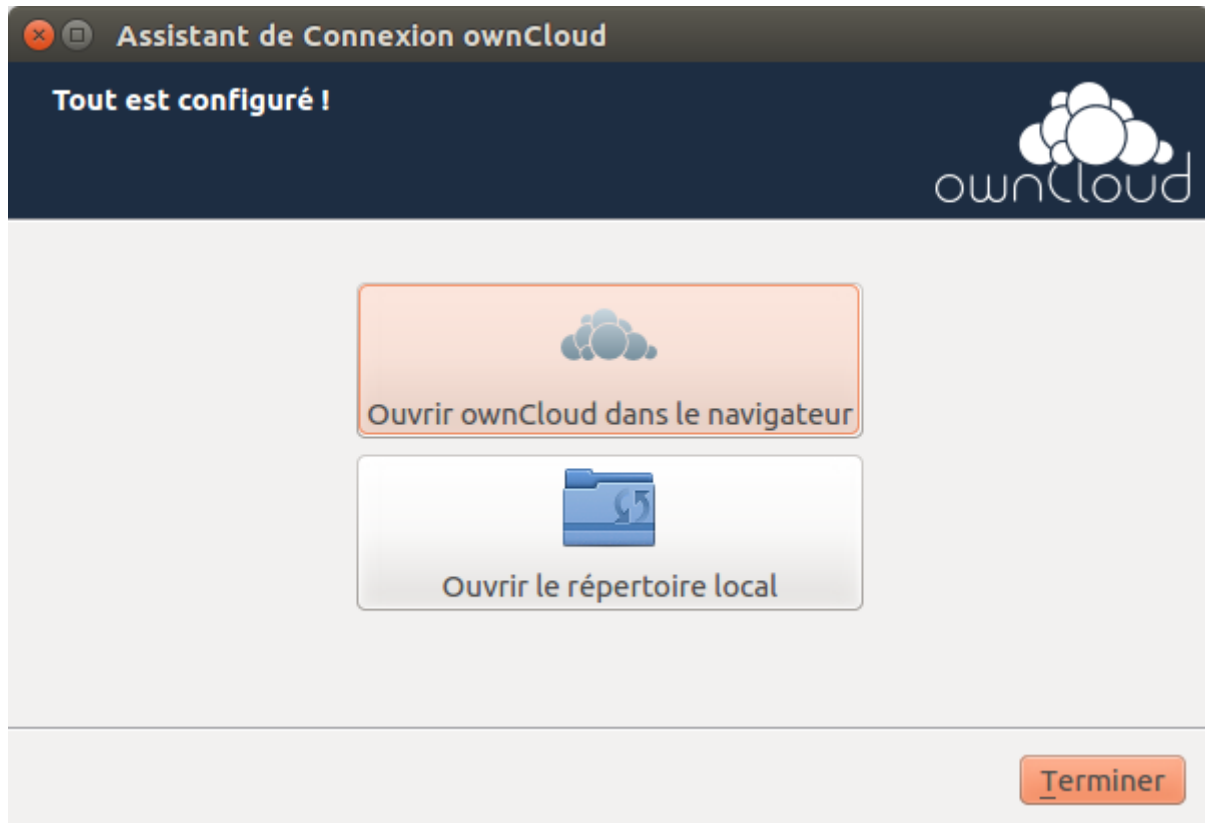 Assistant de Connexion ownCloud
Tout est configuré !
ownCloud
Ouvrir ownCloud dans le navigateur
Ouvrir le répertoire local
Terminer